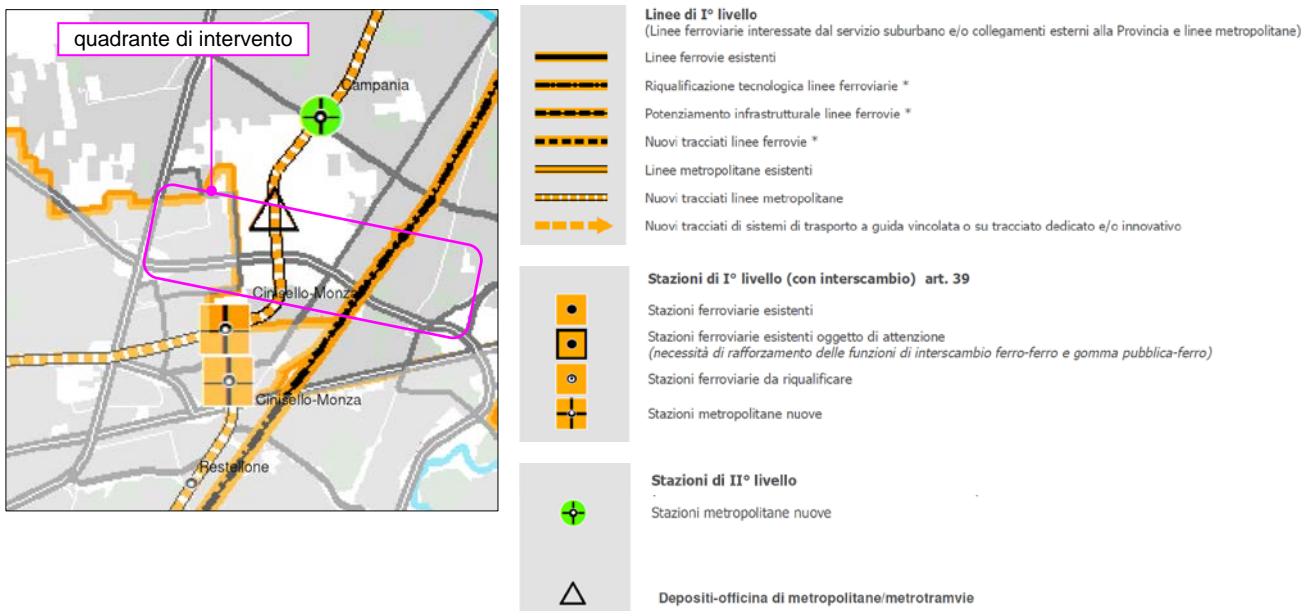 quadrante di intervento
Campania
Cinisello-Monza
Cinisello-Monza
Restellone
Linee di I° livello
(Linee ferroviarie interessate dal servizio suburbano e/o collegamenti esterni alla Provincia e linee metropolitane)
Linee ferrovie esistenti
Riqualificazione tecnologica linee ferroviarie *
Potenziamento infrastrutturale linee ferrovie *
Nuovi tracciati linee ferrovie *
Linee metropolitane esistenti
Nuovi tracciati linee metropolitane
Nuovi tracciati di sistemi di trasporto a guida vincolata o su tracciato dedicato e/o innovativo
Stazioni di I° livello (con interscambio) art. 39
Stazioni ferroviarie esistenti
Stazioni ferroviarie esistenti oggetto di attenzione
(necessità di rafforzamento delle funzioni di interscambio ferro-ferro e gomma pubblica-ferro)
Stazioni ferroviarie da riqualificare
Stazioni metropolitane nuove
Stazioni di II° livello
Stazioni metropolitane nuove
Depositi-officina di metropolitane/metrotramvie